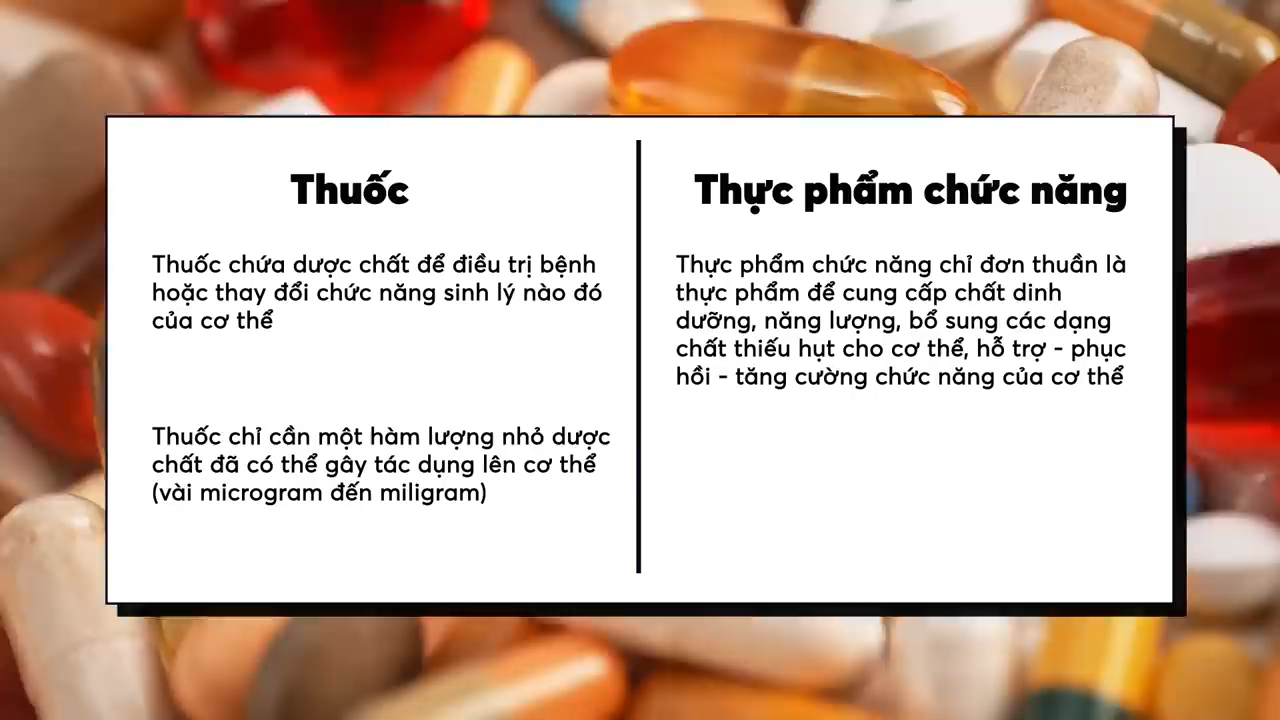 Thuốc
Thuốc chứa dược chất để điều trị bệnh
hoặc thay đổi chức năng sinh lý nào đó
của cơ thể
Thuốc chỉ cần một hàm lượng nhỏ dược
chất đã có thể gây tác dụng lên cơ thể
(vài microgram đến miligram)
Thực phẩm chức năng
Thực phẩm chức năng chỉ đơn thuần là
thực phẩm để cung cấp chất dinh
dưỡng, năng lượng, bổ sung các dạng
chất thiếu hụt cho cơ thể, hỗ trợ - phục
hồi - tăng cường chức năng của cơ thể